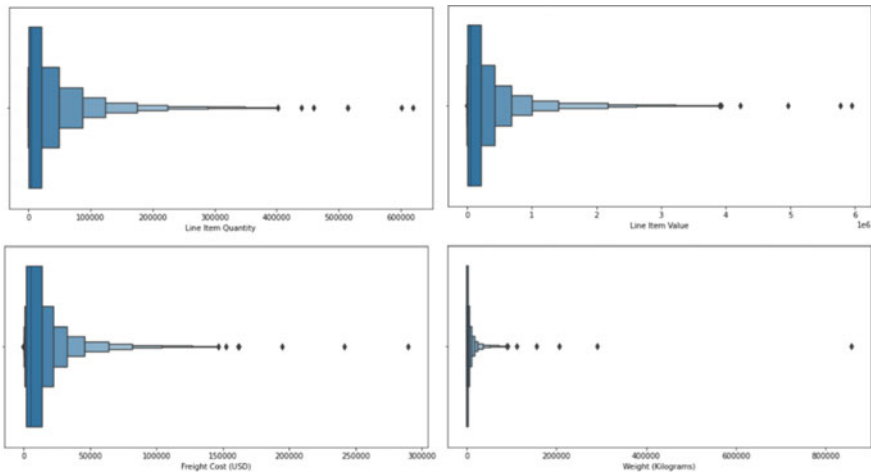 0 100000 200000 300000 400000 500000 600000
Line Item Quantity
0 1 2 3 4 5 6
Line Item Value
1e6
0 50000 100000 150000 200000 250000 300000
Freight Cost (USD)
0 200000 400000 600000 800000
Weight (Kilograms)